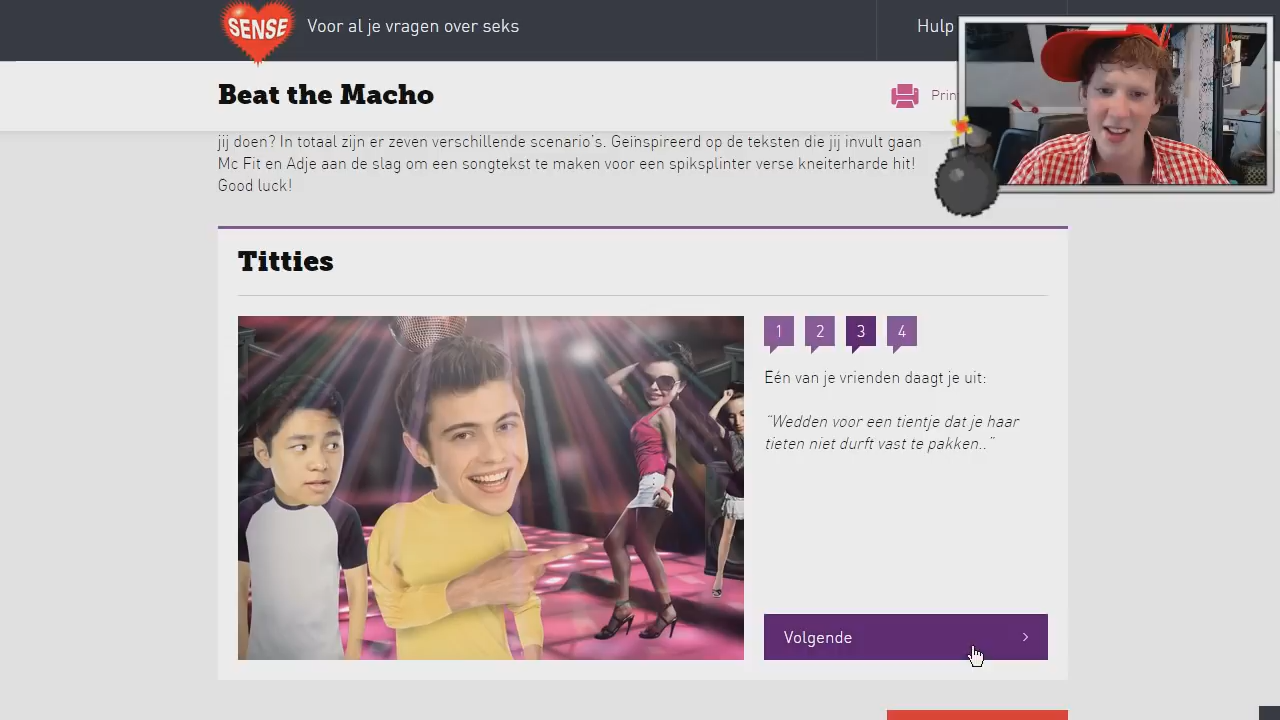 SENSE
Voor al je vragen over seks
Hulp
Beat the Macho
Prin
jij doen? In totaal zijn er zeven verschillende scenario's. Geïnspireerd op de teksten die jij invult gaan
Mc Fit en Adje aan de slag om een songtekst te maken voor een spiksplinter verse kneiterharde hit!
Good luck!
Titties
1 2 3 4
Eén van je vrienden daagt je uit:
“Wedden voor een tientje dat je haar
tieten niet durft vast te pakken..”
Volgende